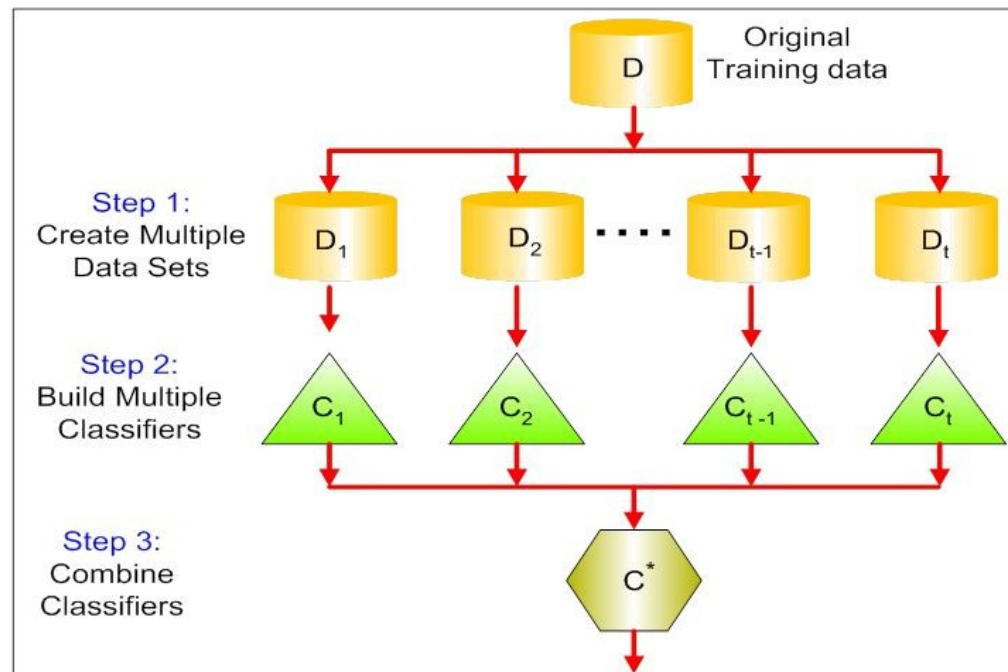 D
Original
Training data
Step 1:
Create Multiple
Data Sets
D₁
D₂
....
Dₜ₋₁
Dₜ
Step 2:
Build Multiple
Classifiers
C₁
C₂
Cₜ₋₁
Cₜ
Step 3:
Combine
Classifiers
C*